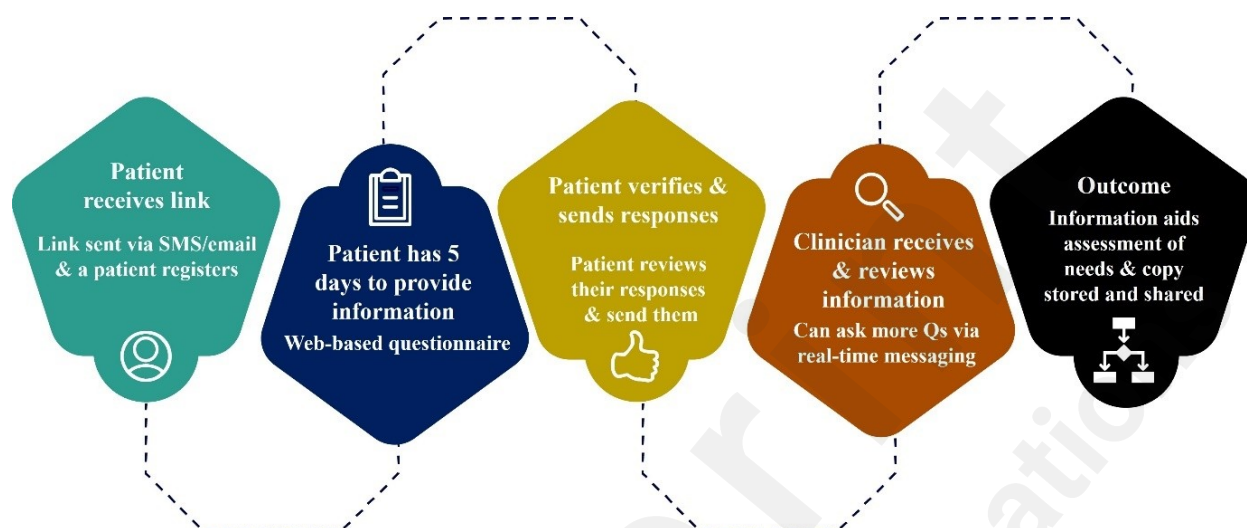 Patient
receives link
Link sent via SMS/email
& a patient registers
Patient has 5
days to provide
information
Web-based questionnaire
Patient verifies &
sends responses
Patient reviews
their responses
& send them
Clinician receives
& reviews
information
Can ask more Qs via
real-time messaging
Outcome
Information aids
assessment of
needs & copy
stored and shared